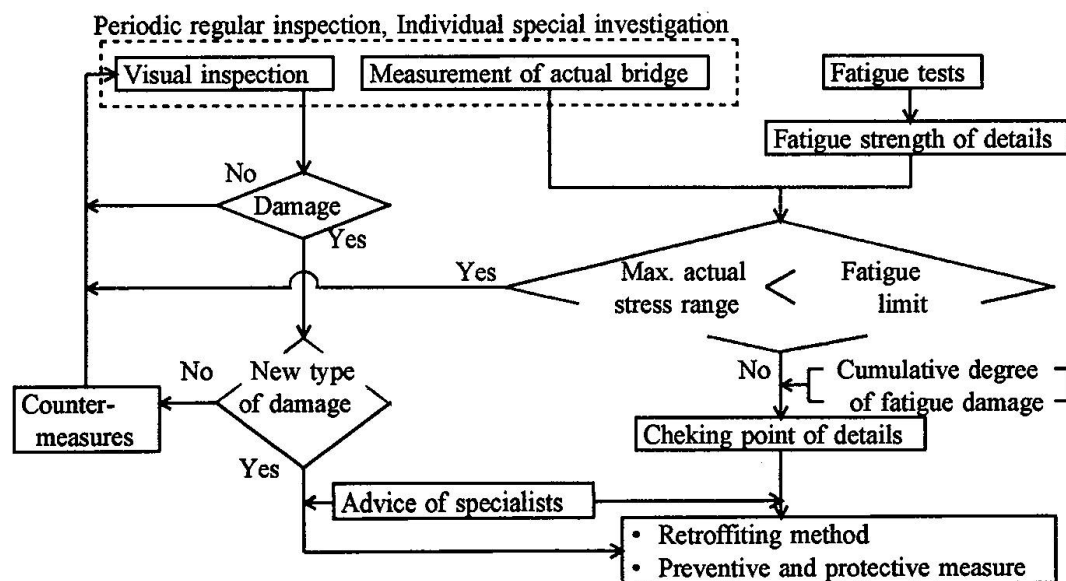 Periodic regular inspection, Individual special investigation
Visual inspection
Measurement of actual bridge
Fatigue tests
Fatigue strength of details
No
Damage
Yes
Yes
Max. actual
stress range
<
Fatigue
limit
No
New type
of damage
No
Cumulative degree
of fatigue damage
Counter-
measures
Cheking point of details
Yes
Advice of specialists
• Retroffiting method
• Preventive and protective measure